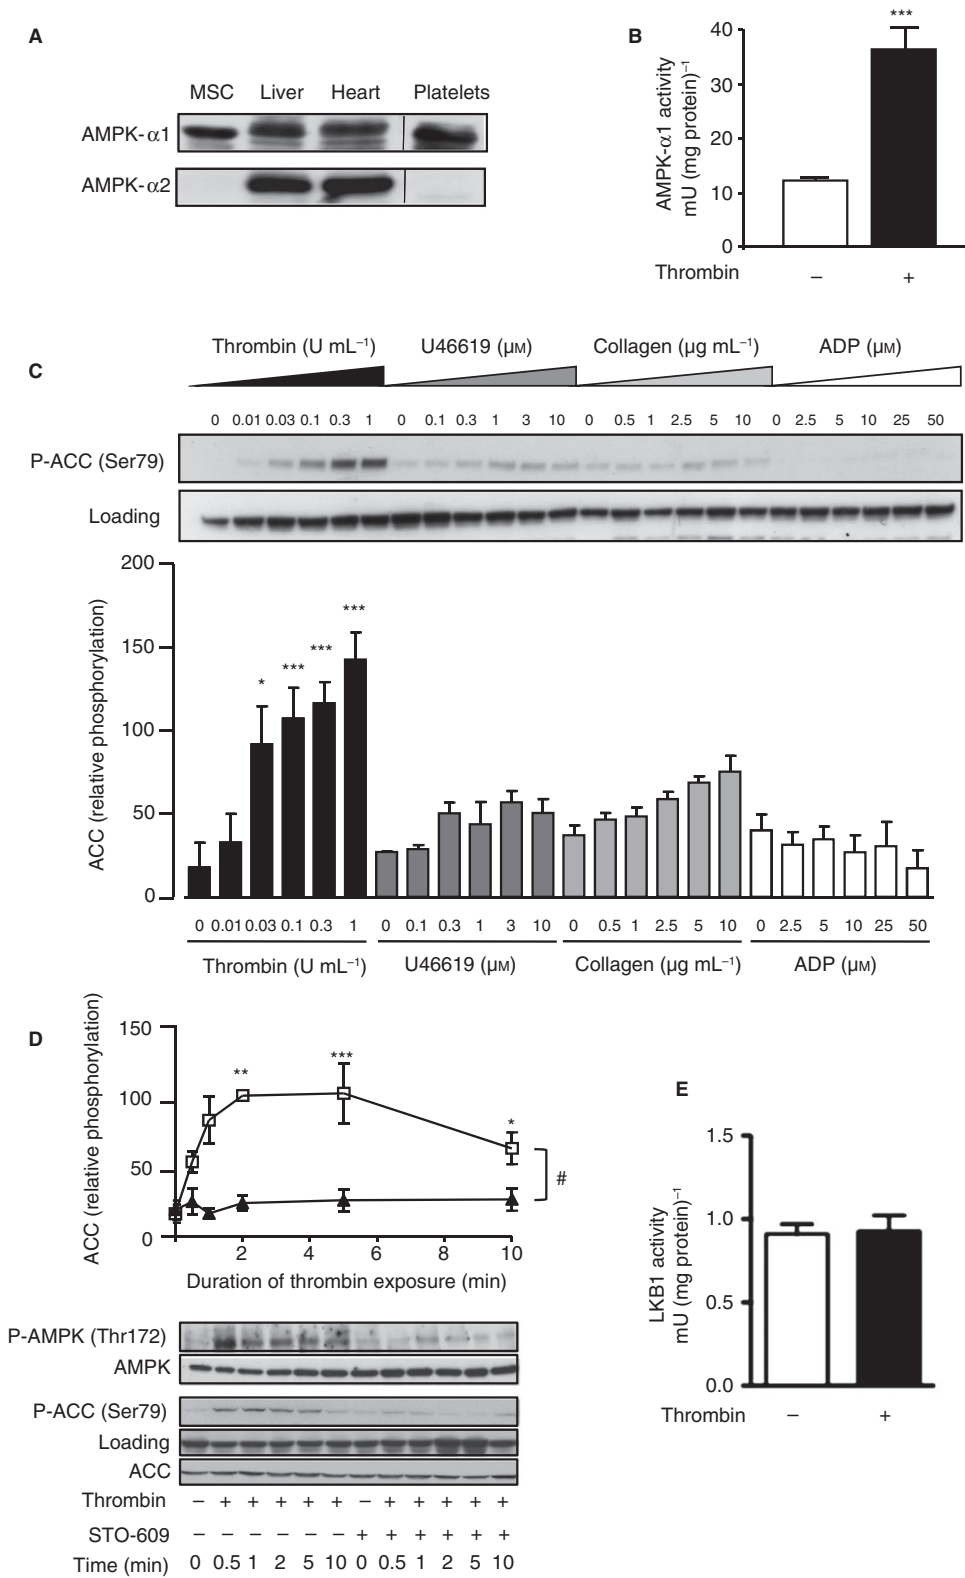 A
MSC Liver Heart Platelets
AMPK-α1
AMPK-α2
B
***
40
30
20
10
0
AMPK-α1 activity
mU (mg protein)⁻¹
Thrombin – +
C
Thrombin (U mL⁻¹) U46619 (µM) Collagen (µg mL⁻¹) ADP (µM)
0 0.01 0.03 0.1 0.3 1 0 0.1 0.3 1 3 10 0 0.5 1 2.5 5 10 0 2.5 5 10 25 50
P-ACC (Ser79)
Loading
200
150
100
50
0
ACC (relative phosphorylation)
* *** *** ***
0 0.01 0.03 0.1 0.3 1 0 0.1 0.3 1 3 10 0 0.5 1 2.5 5 10 0 2.5 5 10 25 50
Thrombin (U mL⁻¹) U46619 (µM) Collagen (µg mL⁻¹) ADP (µM)
D
150
100
50
0
ACC (relative phosphorylation)
** *** *
#
2 4 6 8 10
Duration of thrombin exposure (min)
P-AMPK (Thr172)
AMPK
P-ACC (Ser79)
Loading
ACC
Thrombin – + + + + + – + + + + +
STO-609 – – – – – – + + + + + +
Time (min) 0 0.5 1 2 5 10 0 0.5 1 2 5 10
E
1.5
1.0
0.5
0.0
LKB1 activity
mU (mg protein)⁻¹
Thrombin – +